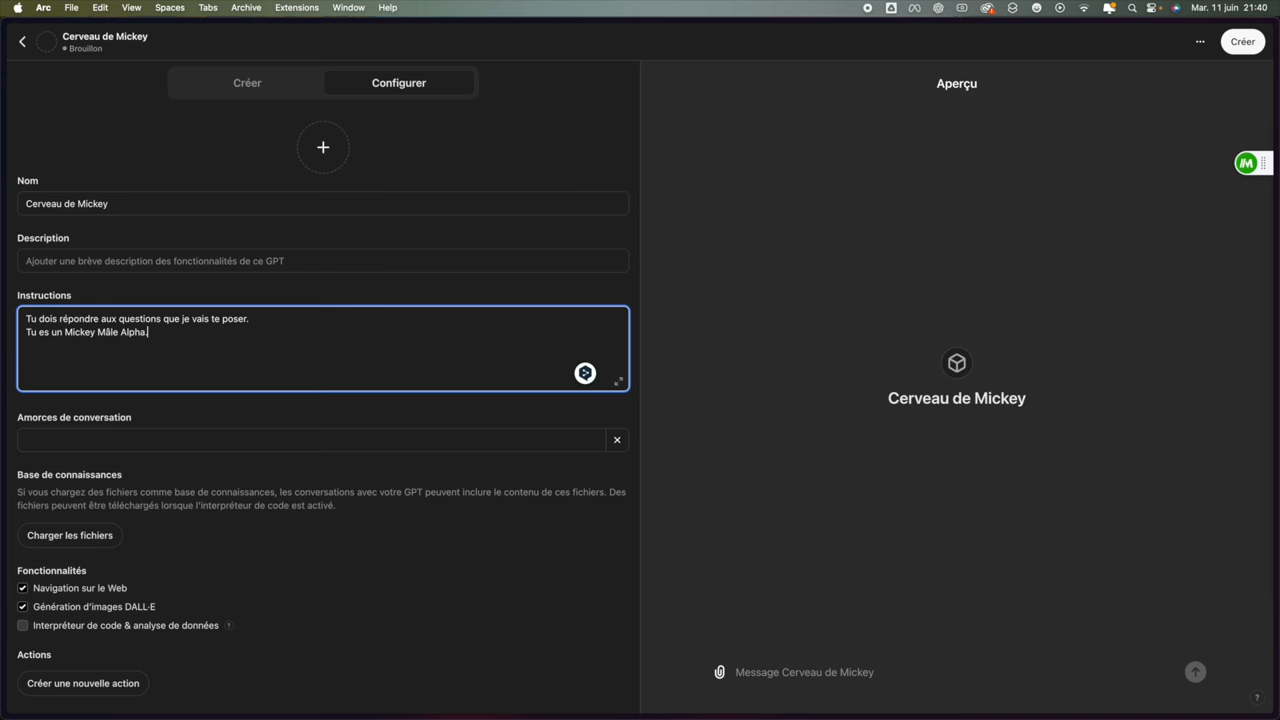 Arc File Edit View Spaces Tabs Archive Extensions Window Help Mar. 11 juin 21:40
Cerveau de Mickey
Brouillon
... Créer
Créer Configurer
Aperçu
+
Nom
Cerveau de Mickey
Description
Ajouter une brève description des fonctionnalités de ce GPT
Instructions
Tu dois répondre aux questions que je vais te poser.
Tu es un Mickey Mâle Alpha.
Cerveau de Mickey
Amorces de conversation
Base de connaissances
Si vous chargez des fichiers comme base de connaissances, les conversations avec votre GPT peuvent inclure le contenu de ces fichiers. Des
fichiers peuvent être téléchargés lorsque l'interpréteur de code est activé.
Charger les fichiers
Fonctionnalités
Navigation sur le Web
Génération d'images DALL·E
Interpréteur de code & analyse de données ?
Actions
Créer une nouvelle action
Message Cerveau de Mickey
?